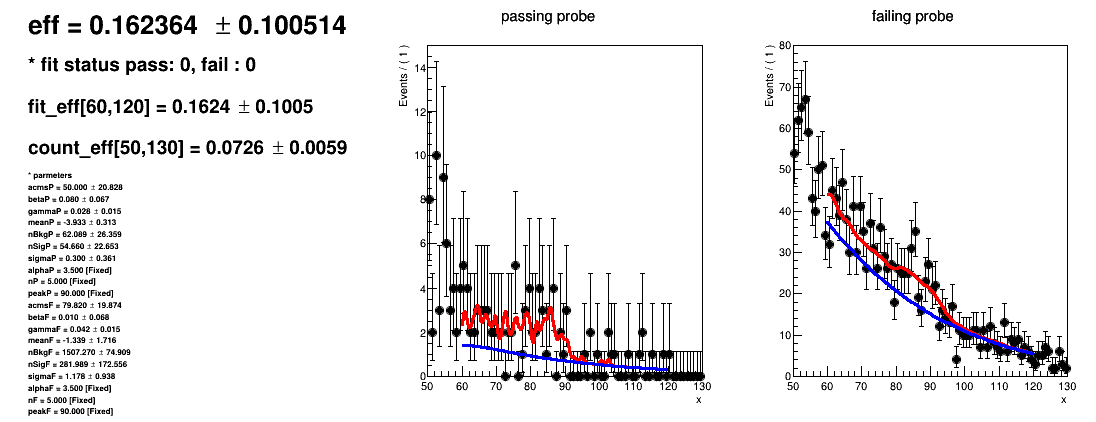 eff = 0.162364 ± 0.100514
* fit status pass: 0, fail : 0
fit_eff[60,120] = 0.1624 ± 0.1005
count_eff[50,130] = 0.0726 ± 0.0059
* parmeters
acmsP = 50.000 ± 20.828
betaP = 0.080 ± 0.067
gammaP = 0.028 ± 0.015
meanP = -3.933 ± 0.313
nBkgP = 62.089 ± 26.359
nSigP = 54.660 ± 22.653
sigmaP = 0.300 ± 0.361
alphaP = 3.500 [Fixed]
nP = 5.000 [Fixed]
peakP = 90.000 [Fixed]
acmsF = 79.820 ± 19.874
betaF = 0.010 ± 0.068
gammaF = 0.042 ± 0.015
meanF = -1.339 ± 1.716
nBkgF = 1507.270 ± 74.909
nSigF = 281.989 ± 172.556
sigmaF = 1.178 ± 0.938
alphaF = 3.500 [Fixed]
nF = 5.000 [Fixed]
peakF = 90.000 [Fixed]
passing probe
Events / ( 1 )
14
12
10
8
6
4
2
0
50 60 70 80 90 100 110 120 130
x
failing probe
Events / ( 1 )
80
70
60
50
40
30
20
10
0
50 60 70 80 90 100 110 120 130
x